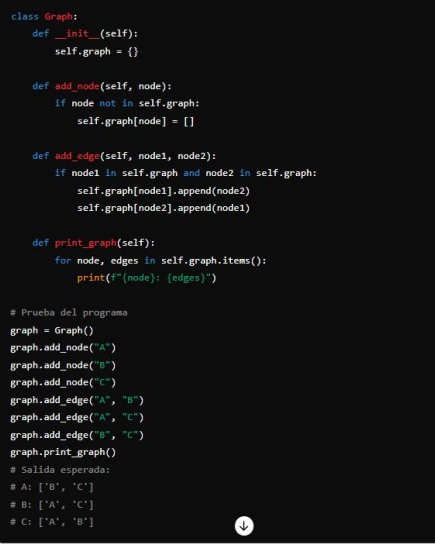 class Graph:
    def __init__(self):
        self.graph = {}

    def add_node(self, node):
        if node not in self.graph:
            self.graph[node] = []

    def add_edge(self, node1, node2):
        if node1 in self.graph and node2 in self.graph:
            self.graph[node1].append(node2)
            self.graph[node2].append(node1)

    def print_graph(self):
        for node, edges in self.graph.items():
            print(f"{node}: {edges}")

# Prueba del programa
graph = Graph()
graph.add_node("A")
graph.add_node("B")
graph.add_node("C")
graph.add_edge("A", "B")
graph.add_edge("A", "C")
graph.add_edge("B", "C")
graph.print_graph()
# Salida esperada:
# A: ['B', 'C']
# B: ['A', 'C']
# C: ['A', 'B']